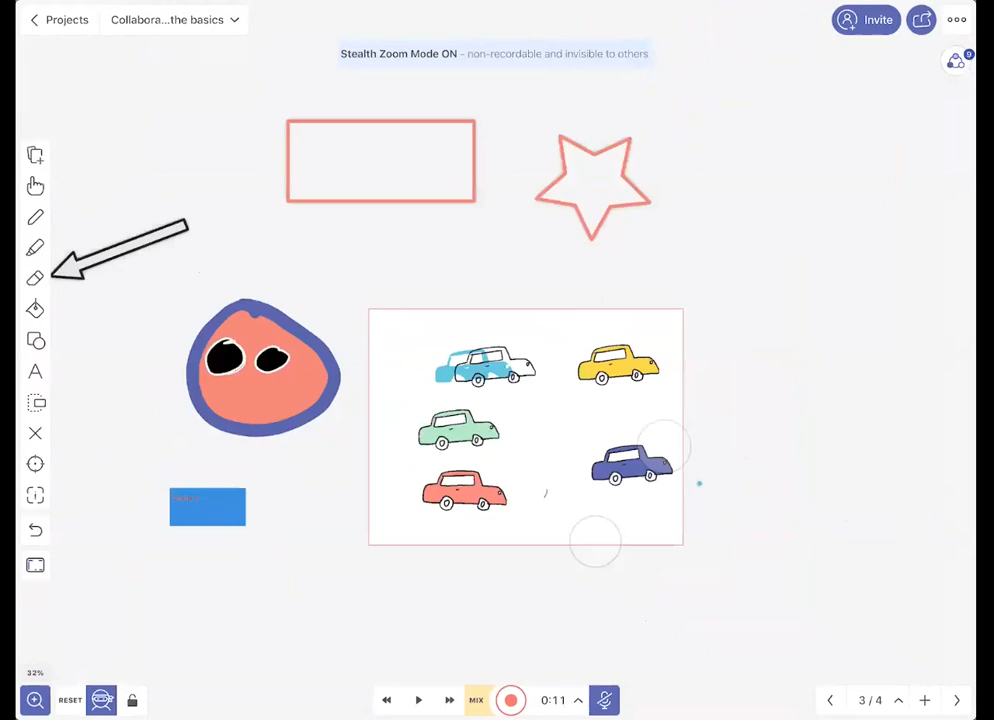 Projects
Collabora...the basics
Invite
Stealth Zoom Mode ON – non-recordable and invisible to others
9
A
32%
RESET
MIX
0:11
3 / 4